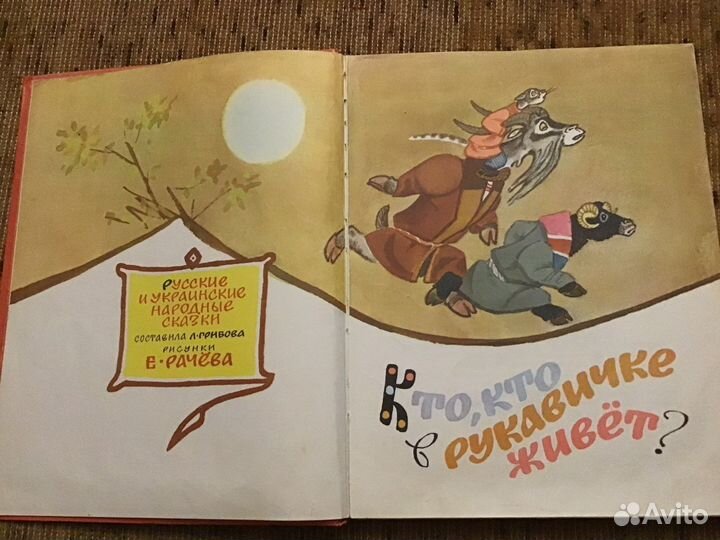 Русские
и украинские
народные
сказки
составила Л. Грибова
рисунки
Е. Рачёва
Кто, кто
в рукавичке
живёт?
Avito